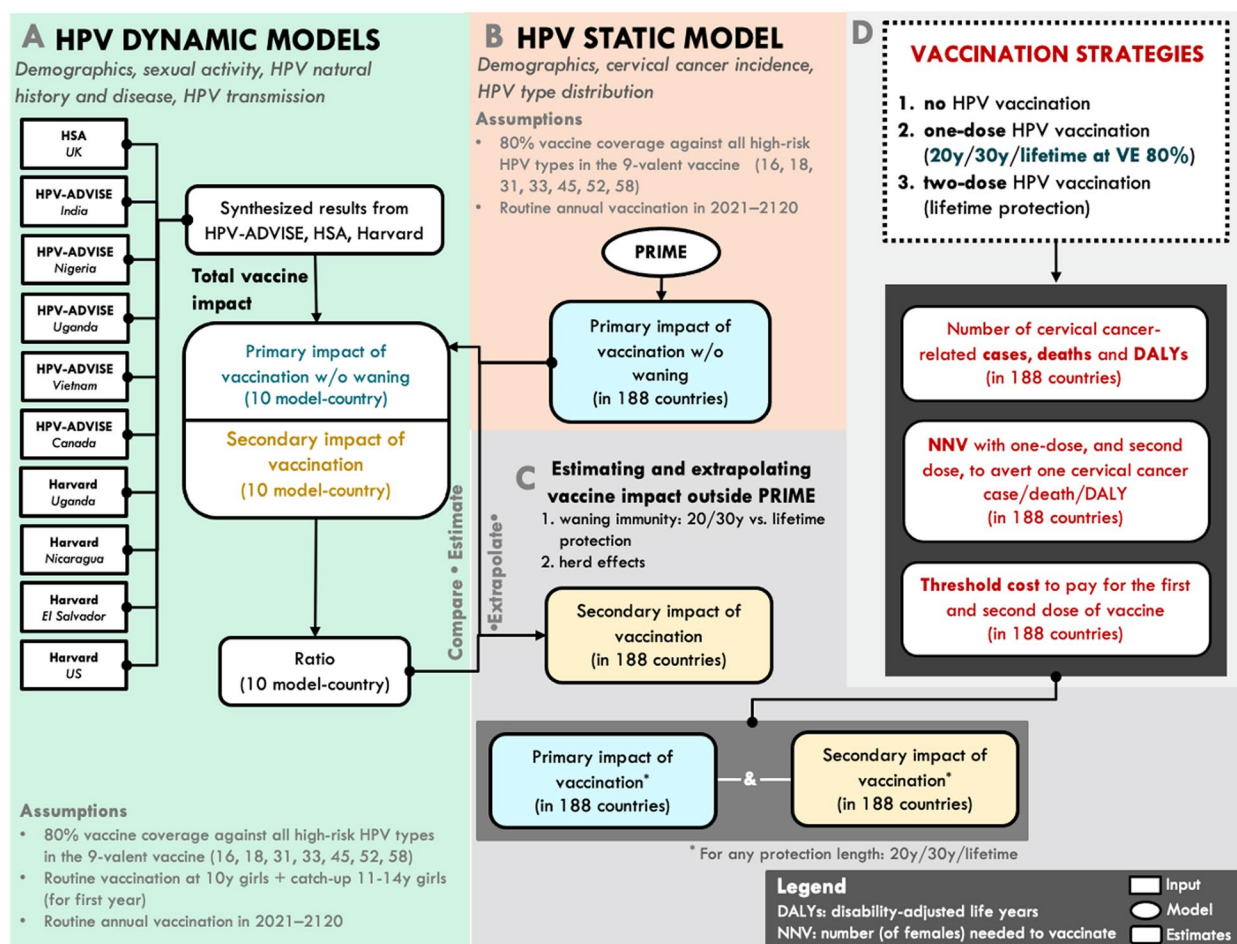 A HPV DYNAMIC MODELS
Demographics, sexual activity, HPV natural
history and disease, HPV transmission
HSA
UK
HPV-ADVISE
India
HPV-ADVISE
Nigeria
HPV-ADVISE
Uganda
HPV-ADVISE
Vietnam
HPV-ADVISE
Canada
Harvard
Uganda
Harvard
Nicaragua
Harvard
El Salvador
Harvard
US
Synthesized results from
HPV-ADVISE, HSA, Harvard
Total vaccine
impact
Primary impact of
vaccination w/o waning
(10 model-country)
Secondary impact of
vaccination
(10 model-country)
Ratio
(10 model-country)
Compare • Estimate
•Extrapolate•
Assumptions
• 80% vaccine coverage against all high-risk HPV types
in the 9-valent vaccine (16, 18, 31, 33, 45, 52, 58)
• Routine vaccination at 10y girls + catch-up 11-14y girls
(for first year)
• Routine annual vaccination in 2021–2120
B HPV STATIC MODEL
Demographics, cervical cancer incidence,
HPV type distribution
Assumptions
• 80% vaccine coverage against all high-risk
HPV types in the 9-valent vaccine (16, 18,
31, 33, 45, 52, 58)
• Routine annual vaccination in 2021–2120
PRIME
Primary impact of
vaccination w/o
waning
(in 188 countries)
C Estimating and extrapolating
vaccine impact outside PRIME
1. waning immunity: 20/30y vs. lifetime
protection
2. herd effects
Secondary impact of
vaccination
(in 188 countries)
Primary impact of
vaccination*
(in 188 countries)
&
Secondary impact of
vaccination*
(in 188 countries)
* For any protection length: 20y/30y/lifetime
D
VACCINATION STRATEGIES
1. no HPV vaccination
2. one-dose HPV vaccination
(20y/30y/lifetime at VE 80%)
3. two-dose HPV vaccination
(lifetime protection)
Number of cervical cancer-
related cases, deaths and DALYs
(in 188 countries)
NNV with one-dose, and second
dose, to avert one cervical cancer
case/death/DALY
(in 188 countries)
Threshold cost to pay for the first
and second dose of vaccine
(in 188 countries)
Legend
DALYs: disability-adjusted life years
NNV: number (of females) needed to vaccinate
Input
Model
Estimates